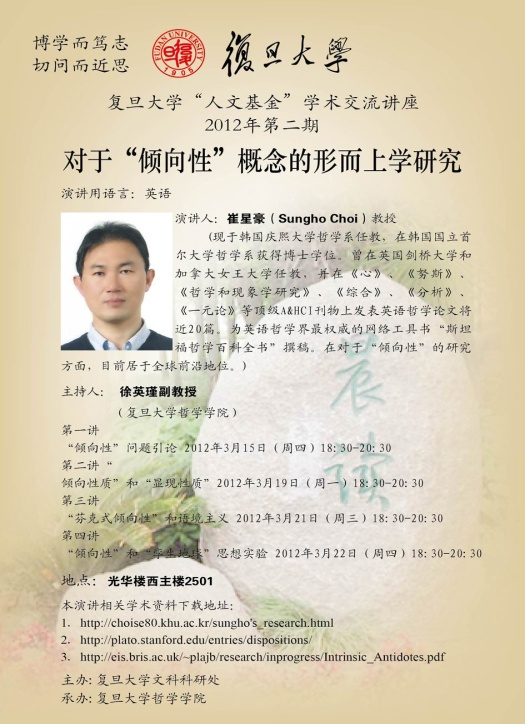 博学而笃志
切问而近思
FUDAN UNIVERSITY
1905
復旦大學
复旦大学“人文基金”学术交流讲座
2012年第二期
对于“倾向性”概念的形而上学研究
演讲用语言：英语
演讲人：崔星豪（Sungho Choi）教授
(现于韩国庆熙大学哲学系任教，在韩国国立首
尔大学哲学系获得博士学位。曾在英国剑桥大学和
加拿大女王大学任教，并在《心》、《努斯》、
《哲学和现象学研究》、《综合》、《分析》、
《一元论》等顶级A&HCI刊物上发表英语哲学论文将
近20篇。为英语哲学界最权威的网络工具书“斯坦
福哲学百科全书”撰稿。在对于“倾向性”的研究
方面，目前居于全球前沿地位。)
主持人： 徐英瑾副教授
（复旦大学哲学学院）
第一讲
“倾向性”问题引论 2012年3月15日（周四）18:30-20:30
第二讲“
倾向性质”和“显现性质”2012年3月19日（周一）18:30-20:30
第三讲
“芬克式倾向性”和语境主义 2012年3月21日（周三）18:30-20:30
第四讲
“倾向性”和“孪生地球”思想实验 2012年3月22日（周四）18:30-20:30
地点：光华楼西主楼2501
本演讲相关学术资料下载地址：
1. http://choise80.khu.ac.kr/sungho's_research.html
2. http://plato.stanford.edu/entries/dispositions/
3. http://eis.bris.ac.uk/~plajb/research/inprogress/Intrinsic_Antidotes.pdf
主办：复旦大学文科科研处
承办：复旦大学哲学学院